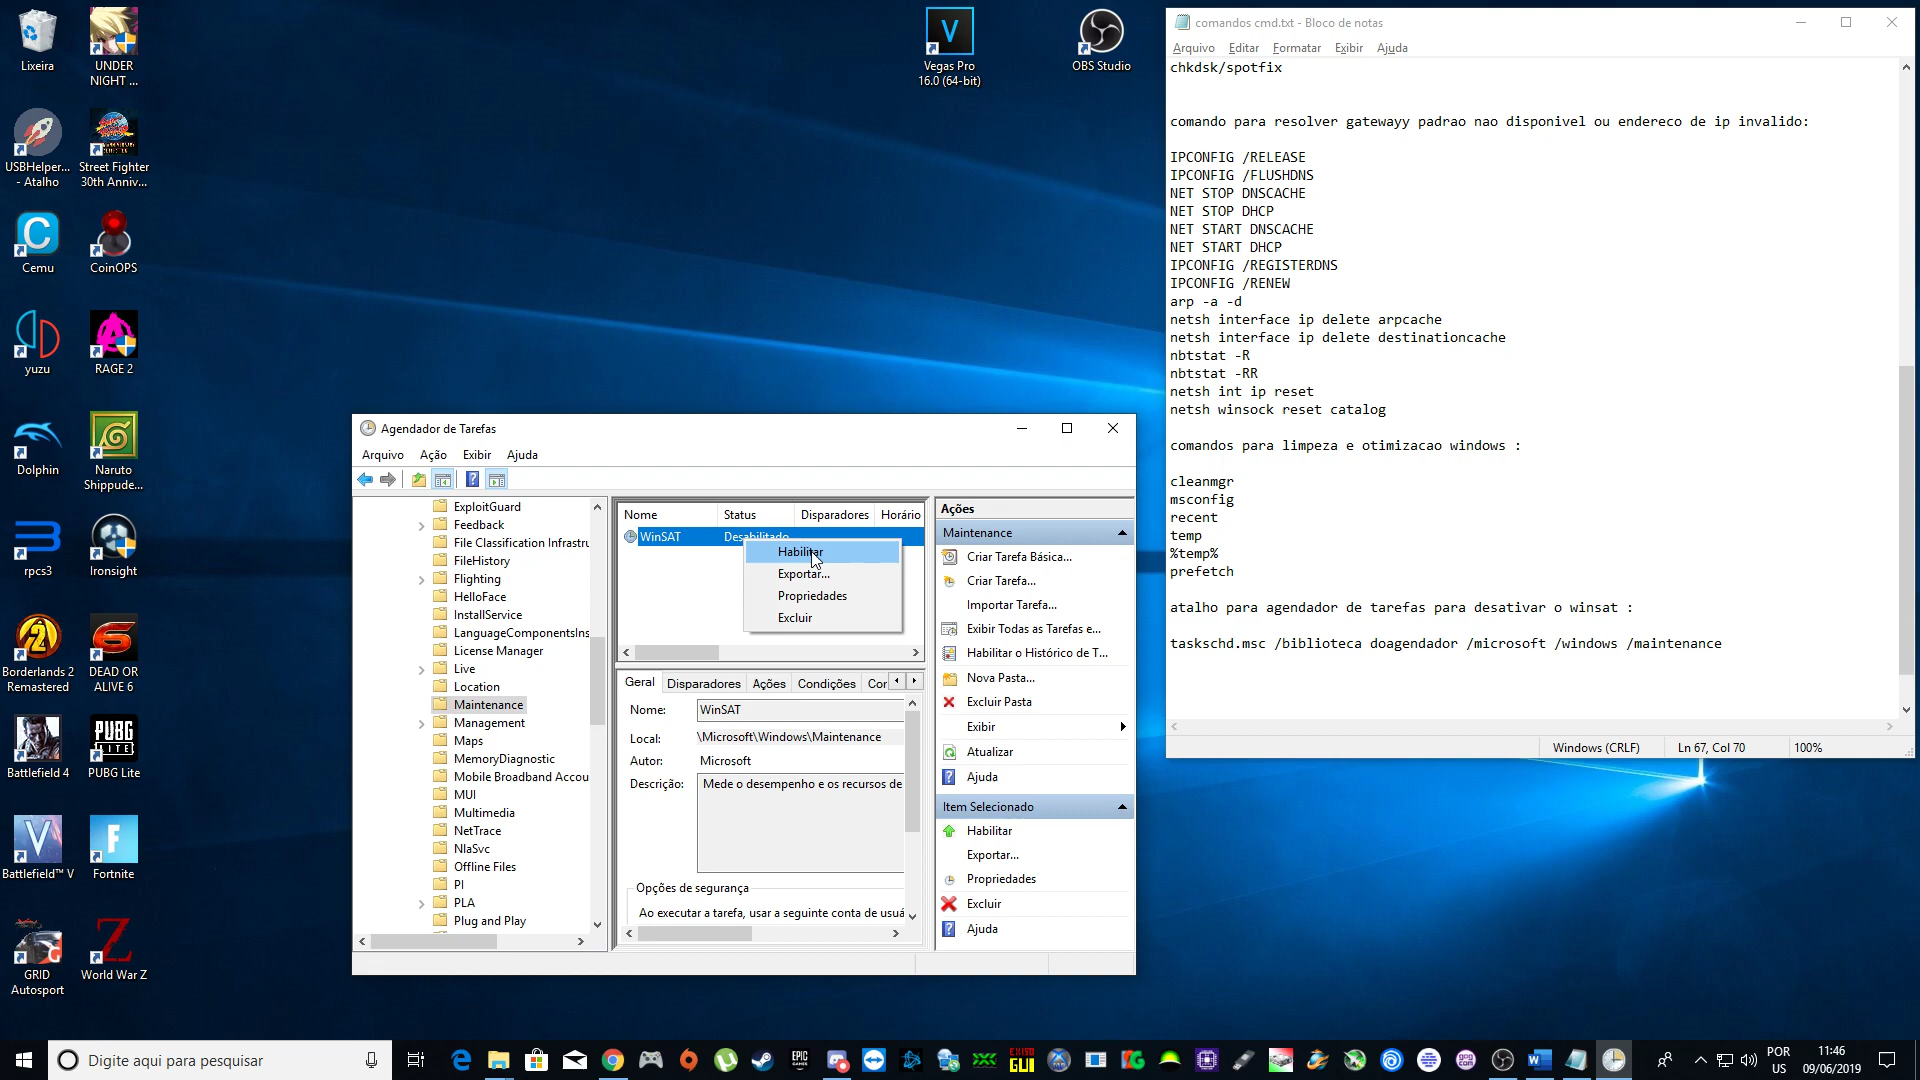 Lixeira
UNDER
NIGHT ...
USBHelper...
- Atalho
Street Fighter
30th Anniv...
Cemu
CoinOPS
yuzu
RAGE 2
Dolphin
Naruto
Shippude...
rpcs3
Ironsight
Borderlands 2
Remastered
DEAD OR
ALIVE 6
Battlefield 4
PUBG Lite
Battlefield™ V
Fortnite
GRID
Autosport
World War Z
Vegas Pro
16.0 (64-bit)
OBS Studio
comandos cmd.txt - Bloco de notas
Arquivo Editar Formatar Exibir Ajuda
chkdsk/spotfix
comando para resolver gatewayy padrao nao disponivel ou endereco de ip invalido:
IPCONFIG /RELEASE
IPCONFIG /FLUSHDNS
NET STOP DNSCACHE
NET STOP DHCP
NET START DNSCACHE
NET START DHCP
IPCONFIG /REGISTERDNS
IPCONFIG /RENEW
arp -a -d
netsh interface ip delete arpcache
netsh interface ip delete destinationcache
nbtstat -R
nbtstat -RR
netsh int ip reset
netsh winsock reset catalog
comandos para limpeza e otimizacao windows :
cleanmgr
msconfig
recent
temp
%temp%
prefetch
atalho para agendador de tarefas para desativar o winsat :
taskschd.msc /biblioteca doagendador /microsoft /windows /maintenance
Windows (CRLF) Ln 67, Col 70 100%
Agendador de Tarefas
Arquivo Ação Exibir Ajuda
ExploitGuard
Feedback
File Classification Infrastru
FileHistory
Flighting
HelloFace
InstallService
LanguageComponentsIns
License Manager
Live
Location
Maintenance
Management
Maps
MemoryDiagnostic
Mobile Broadband Accou
MUI
Multimedia
NetTrace
NlaSvc
Offline Files
PI
PLA
Plug and Play
Nome Status Disparadores Horário
WinSAT Desabilitado
Habilitar
Exportar...
Propriedades
Excluir
Geral Disparadores Ações Condições Cor
Nome: WinSAT
Local: \Microsoft\Windows\Maintenance
Autor: Microsoft
Descrição: Mede o desempenho e os recursos de
Opções de segurança
Ao executar a tarefa, usar a seguinte conta de usuá
Ações
Maintenance
Criar Tarefa Básica...
Criar Tarefa...
Importar Tarefa...
Exibir Todas as Tarefas e...
Habilitar o Histórico de T...
Nova Pasta...
Excluir Pasta
Exibir
Atualizar
Ajuda
Item Selecionado
Habilitar
Exportar...
Propriedades
Excluir
Ajuda
Digite aqui para pesquisar
POR
US
11:46
09/06/2019